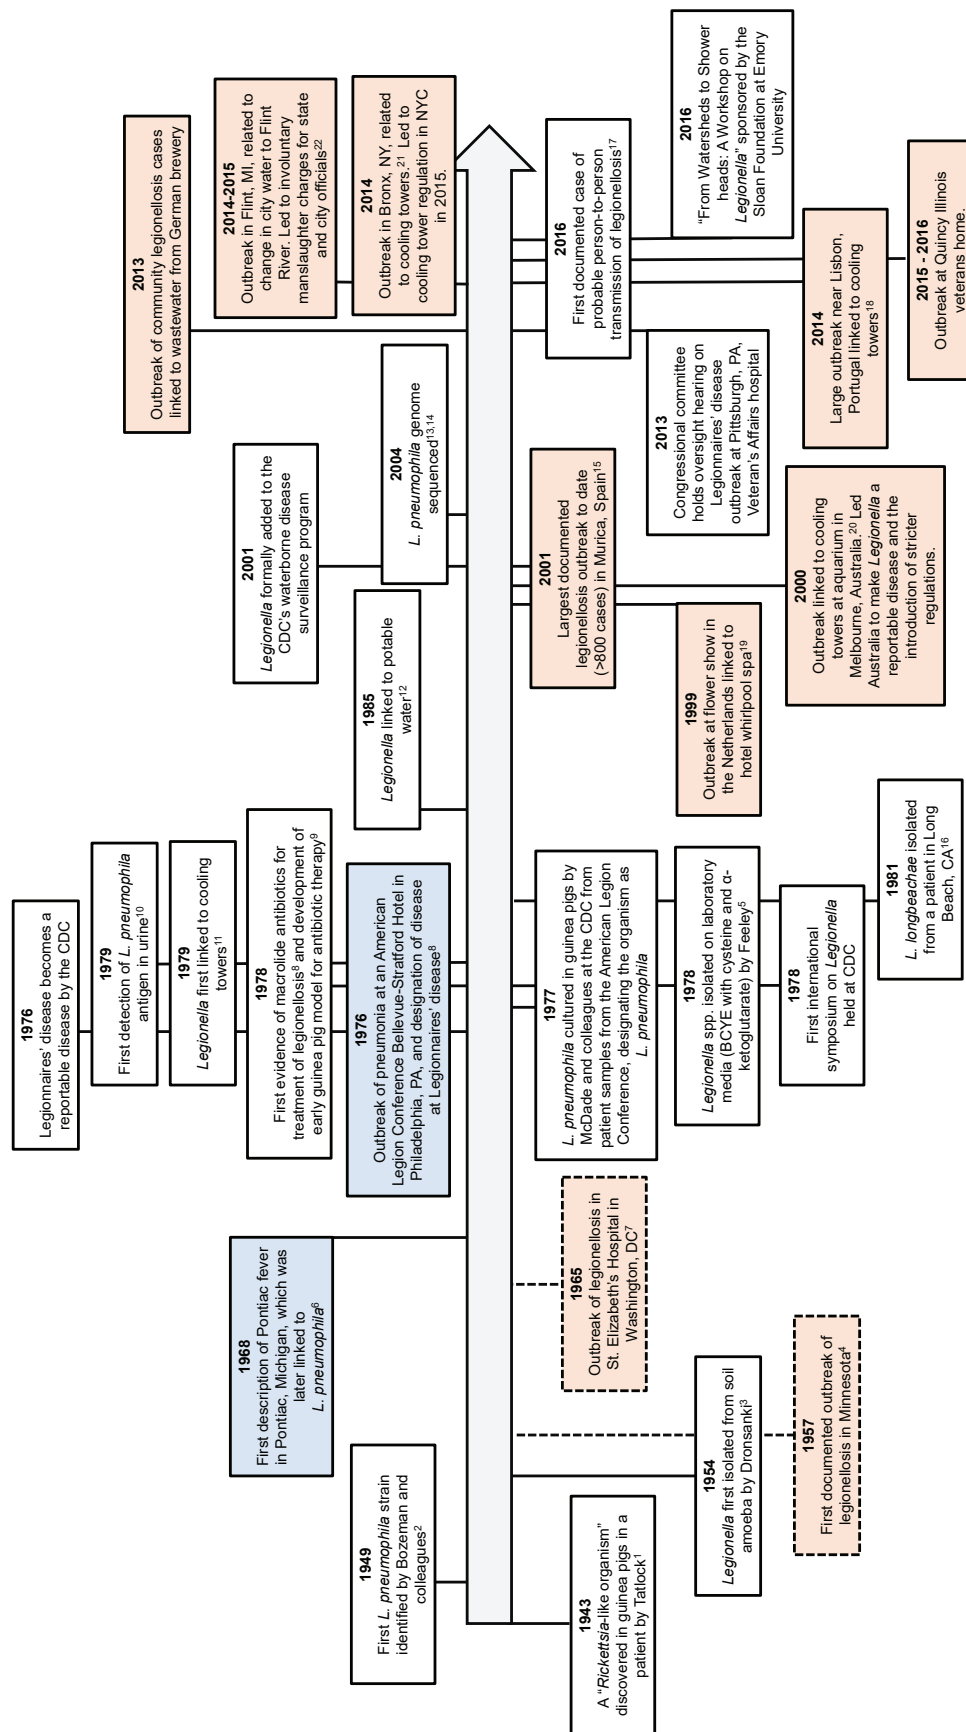 1976
Legionnaires' disease becomes a
reportable disease by the CDC
1979
First detection of L. pneumophilia
antigen in urine10
1979
Legionella first linked to cooling
towers11
1978
First evidence of macrolide antibiotics for
treatment of legionellosis8 and development of
early guinea pig model for antibiotic therapy9
1976
Outbreak of pneumonia at an American
Legion Conference Bellevue-Stratford Hotel in
Philadelphia, PA, and designation of disease
at Legionnaires' disease8
1968
First description of Pontiac fever
in Pontiac, Michigan, which was
later linked to
L. pneumophila6
1949
First L. pneumophila strain
identified by Bozeman and
colleagues2
1985
Legionella linked to potable
water12
2001
Legionella formally added to the
CDC's waterborne disease
surveillance program
2004
L. pneumophila genome
sequenced13,14
2013
Outbreak of community legionellosis cases
linked to wastewater from German brewery
2014-2015
Outbreak in Flint, MI, related to
change in city water to Flint
River. Led to involuntary
manslaughter charges for state
and city officials22
2014
Outbreak in Bronx, NY, related
to cooling towers.21 Led to
cooling tower regulation in NYC
in 2015.
1943
A “Rickettsia-like organism”
discovered in guinea pigs in a
patient by Tatlock1
1954
Legionella first isolated from soil
amoeba by Dronsanki3
1957
First documented outbreak of
legionellosis in Minnesota4
1965
Outbreak of legionellosis in
St. Elizabeth's Hospital in
Washington, DC7
1977
L. pneumophila cultured in guinea pigs by
McDade and colleagues at the CDC from
patient samples from the American Legion
Conference, designating the organism as
L. pneumophila
1978
Legionella spp. isolated on laboratory
media (BCYE with cysteine and α-
ketoglutarate) by Feeley5
1978
First international
symposium on Legionella
held at CDC
1981
L. longbeachae isolated
from a patient in Long
Beach, CA16
2001
Largest documented
legionellosis outbreak to date
(>800 cases) in Murica, Spain15
1999
Outbreak at flower show in
the Netherlands linked to
hotel whirlpool spa19
2000
Outbreak linked to cooling
towers at aquarium in
Melbourne, Australia.20 Led
Australia to make Legionella a
reportable disease and the
introduction of stricter
regulations.
2016
First documented case of
probable person-to-person
transmission of legionellosis17
2013
Congressional committee
holds oversight hearing on
Legionnaires' disease
outbreak at Pittsburgh, PA,
Veteran's Affairs hospital
2016
“From Watersheds to Shower
heads: A Workshop on
Legionella” sponsored by the
Sloan Foundation at Emory
University
2014
Large outbreak near Lisbon,
Portugal linked to cooling
towers18
2015 - 2016
Outbreak at Quincy Illinois
veterans home.